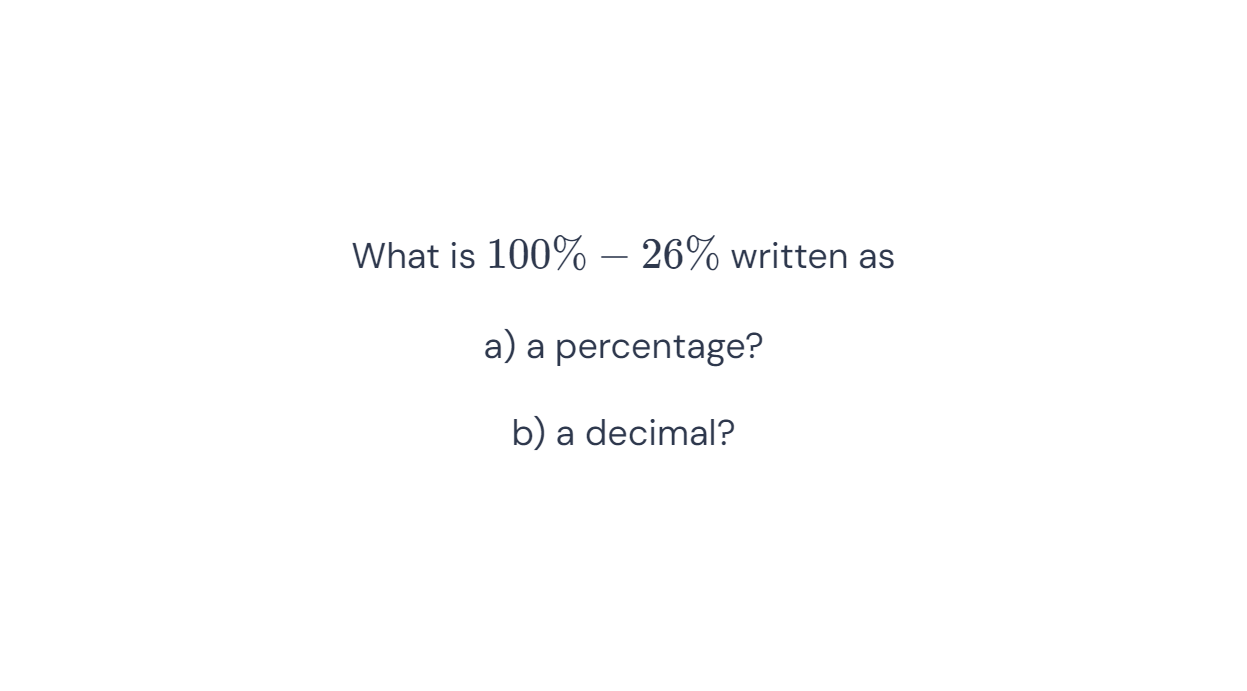 What is 100% − 26% written as
a) a percentage?
b) a decimal?